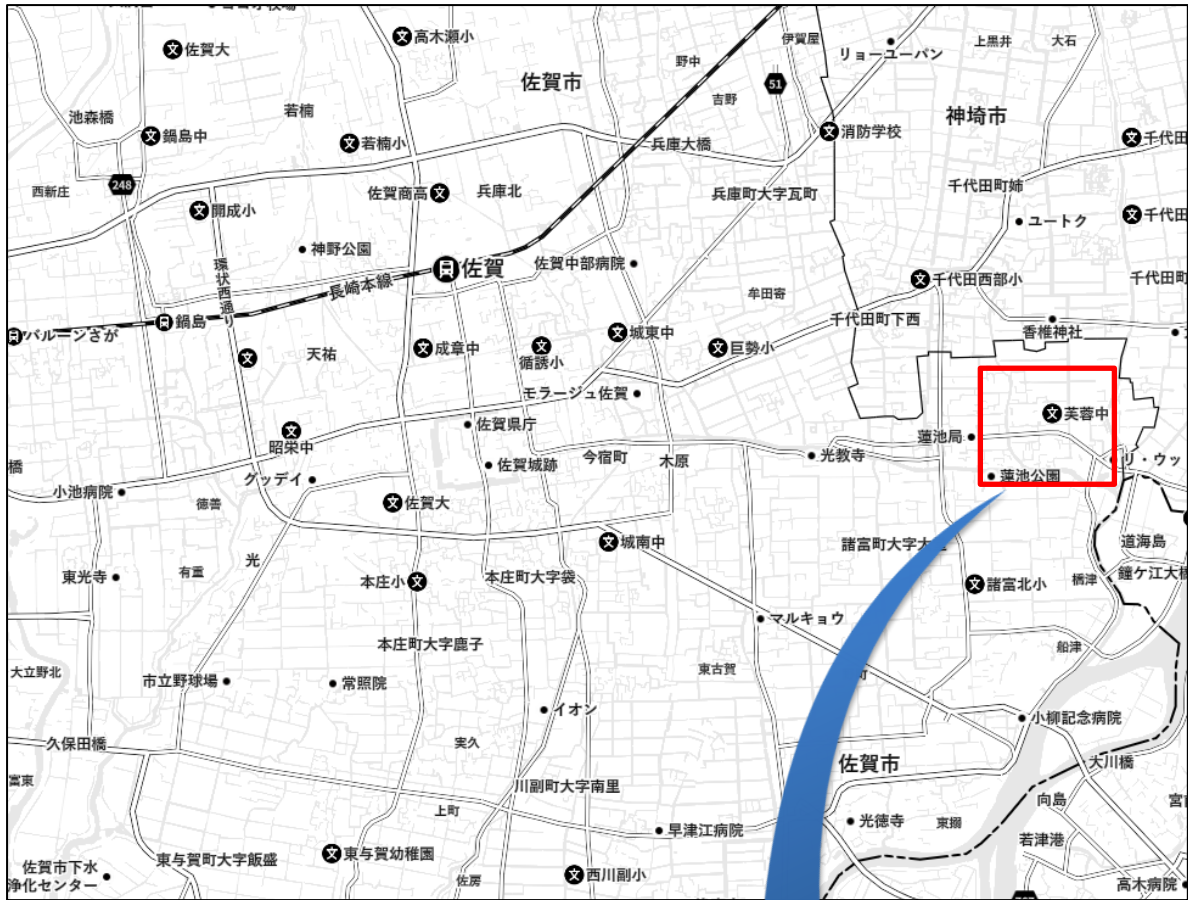 佐賀大
高木瀬小
伊賀屋
リョーユーパン
上黒井
大石
野中
佐賀市
51
吉野
池森橋
若楠
神埼市
鍋島中
若楠小
兵庫大橋
消防学校
千代田
西新庄
248
佐賀商高
兵庫北
兵庫町大字瓦町
千代田町姉
開成小
ユートク
千代田
神野公園
佐賀
佐賀中部病院
環状西通り
長崎本線
牟田寄
千代田西部小
千代田町
バルーンさが
鍋島
天祐
成章中
循誘小
城東中
巨勢小
千代田町下西
香椎神社
モラージュ佐賀
昭栄中
佐賀県庁
芙蓉中
蓮池局
橋
グッデイ
佐賀城跡
今宿町
木原
光教寺
リ・ウッ
小池病院
徳善
佐賀大
蓮池公園
城南中
諸富町大字大
道海島
東光寺
有重
光
本庄小
本庄町大字袋
諸富北小
搆津
鐘ケ江大橋
マルキョウ
本庄町大字鹿子
船津
大立野北
市立野球場
常照院
東古賀
町
イオン
小柳記念病院
久保田橋
実久
佐賀市
大川橋
富東
川副町大字南里
向島
宮
上町
早津江病院
光徳寺
東搦
若津港
佐賀市下水
浄化センター
東与賀町大字飯盛
東与賀幼稚園
佐房
西川副小
高木病院